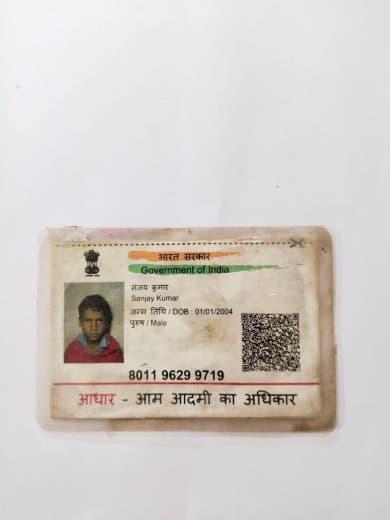 भारत सरकार
Government of India
संजय कुमार
Sanjay Kumar
जन्म तिथि / DOB : 01/01/2004
पुरुष / Male
8011 9629 9719
आधार - आम आदमी का अधिकार